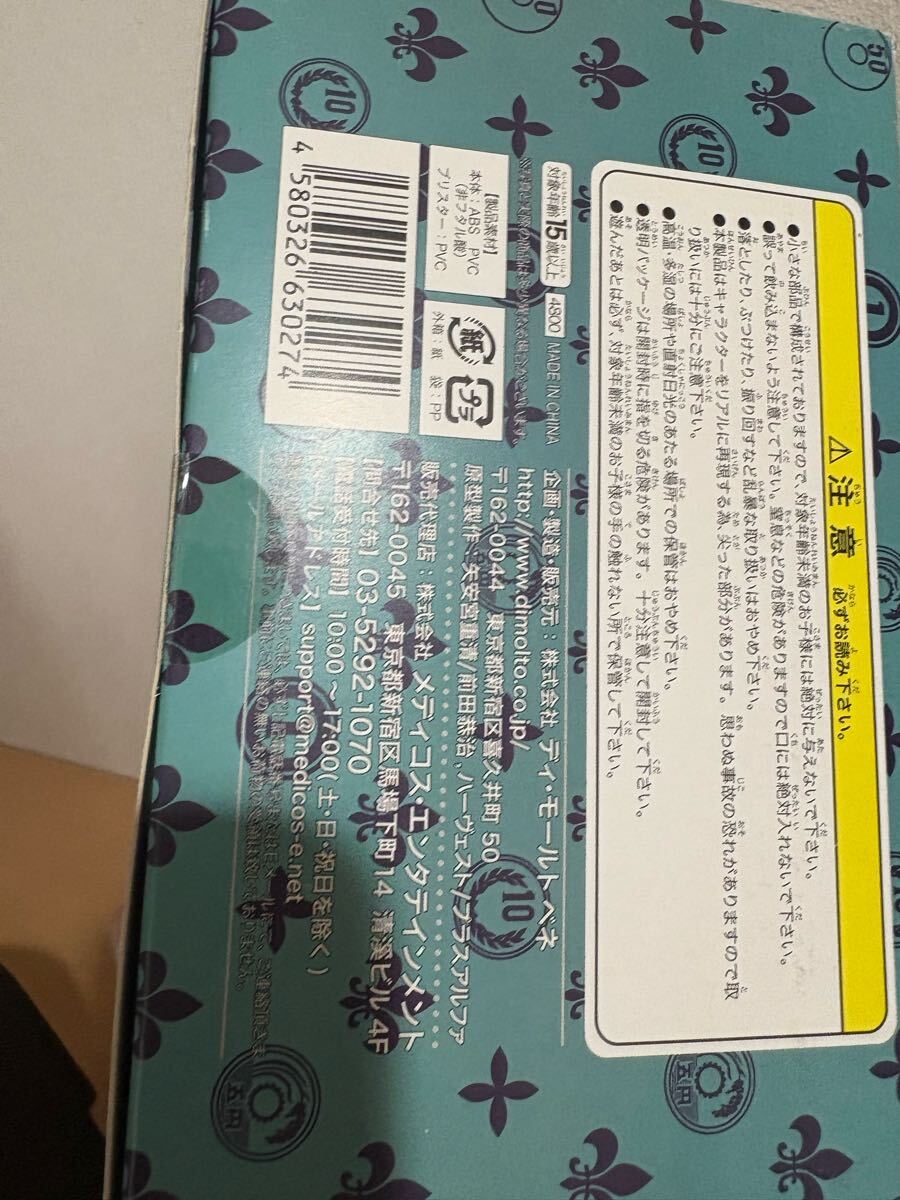 ⚠注意 必ずお読み下さい。
●小さな部品で構成されておりますので、対象年齢未満のお子様には絶対に与えないで下さい。
●誤って飲み込まないよう注意して下さい。窒息などの危険がありますので口には絶対入れないで下さい。
●落としたり、ぶつけたり、振り回すなど乱暴な取り扱いはおやめ下さい。
●本製品はキャラクターをリアルに再現する為、尖った部分があります。思わぬ事故の恐れがありますので取
り扱いには十分にご注意下さい。
●高温・多湿の場所や直射日光のあたる場所での保管はおやめ下さい。
●透明パッケージは開封時に指を切る危険があります。十分注意して開封して下さい。
●遊んだあとは必ず、対象年齢未満のお子様の手の触れない所で保管して下さい。
対象年齢 15歳以上 4800 MADE IN CHINA
【製品素材】
本体：ABS PVC
(非フタル酸)
ブリスター：PVC
紙
外箱：紙
プラ
袋：PP
4 580326 630274
企画・製造・販売元：株式会社 ディ・モールト ベネ
http://www.dimolto.co.jp/
〒162-0044 東京都新宿区喜久井町 50
原型製作：年安宮重清/前田恭治,ハーヴェスト/プラスアルファ
販売代理店：株式会社 メディコス・エンタテインメント
〒162-0045 東京都新宿区馬場下町14 清溪ビル 4F
【問合せ先】03-5292-1070
10:00～17:00(土・日・祝日を除く)
support@medicose.net
50
10
10
1
10
五円
五円